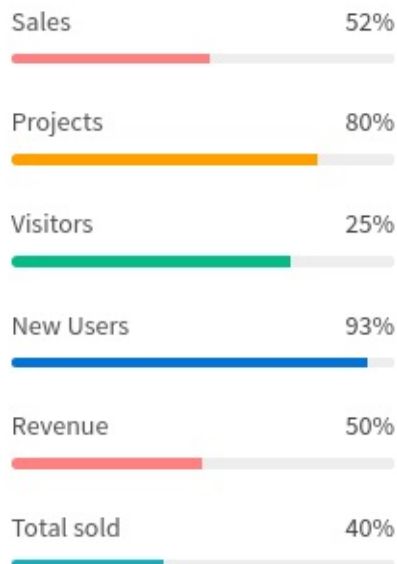 Sales 52%
Projects 80%
Visitors 25%
New Users 93%
Revenue 50%
Total sold 40%